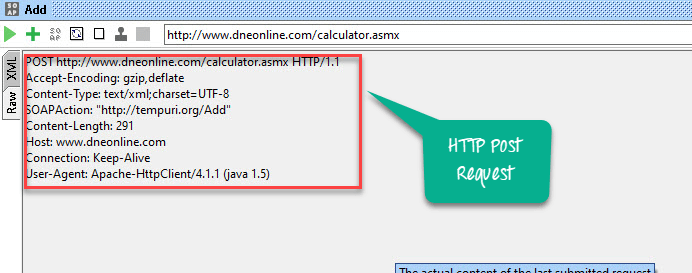 SOAP Add
http://www.dneonline.com/calculator.asmx
XML
Raw
POST http://www.dneonline.com/calculator.asmx HTTP/1.1
Accept-Encoding: gzip,deflate
Content-Type: text/xml;charset=UTF-8
SOAPAction: "http://tempuri.org/Add"
Content-Length: 291
Host: www.dneonline.com
Connection: Keep-Alive
User-Agent: Apache-HttpClient/4.1.1 (java 1.5)
HTTP Post
Request
The actual content of the last submitted request